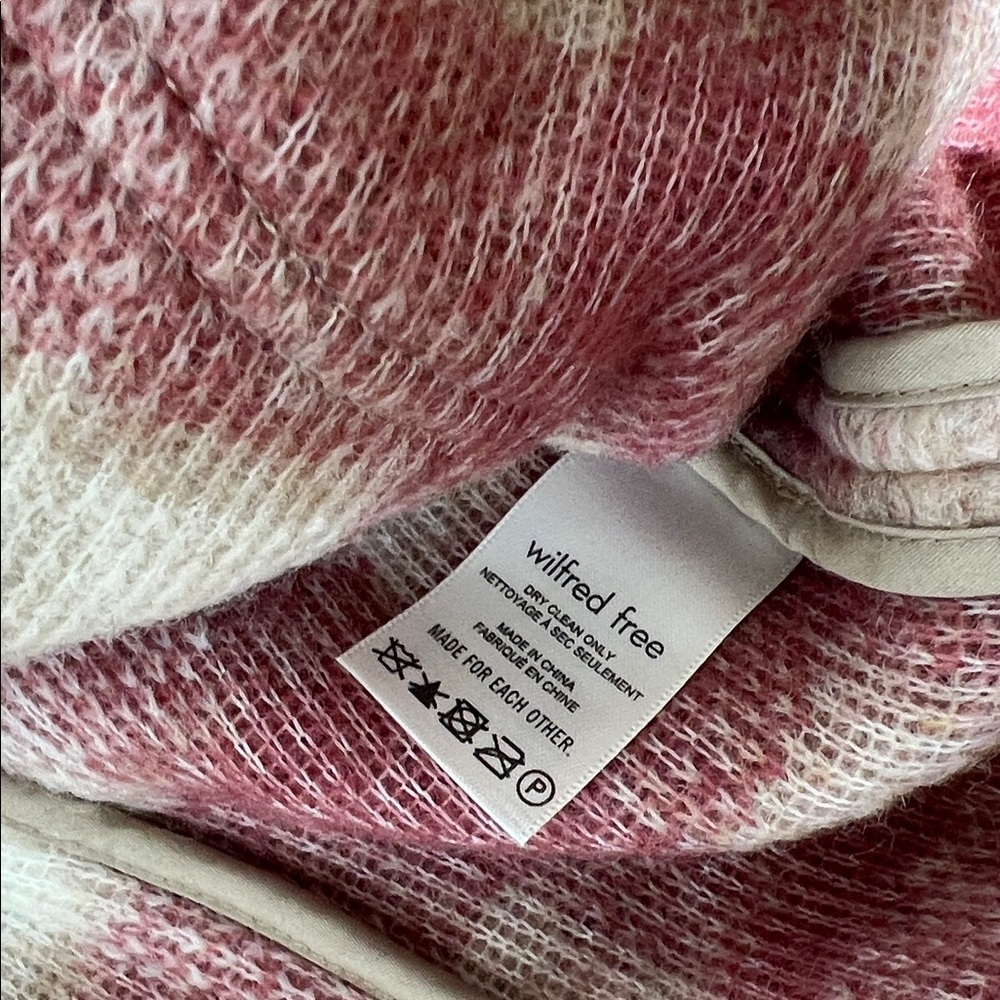 wilfred free
DRY CLEAN ONLY
NETTOYAGE À SEC SEULEMENT
MADE IN CHINA
FABRIQUÉ EN CHINE
MADE FOR EACH OTHER.
P